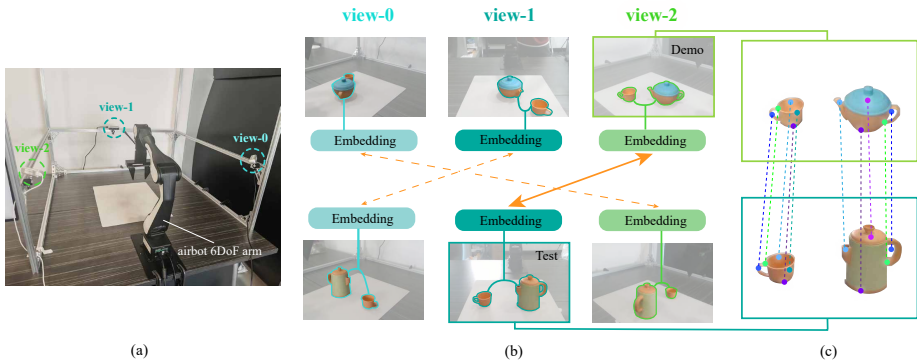 view-0
view-1
view-2
Demo
view-1
view-0
view-2
Embedding
Embedding
Embedding
Embedding
Embedding
Embedding
airbot 6DoF arm
Test
(a)
(b)
(c)